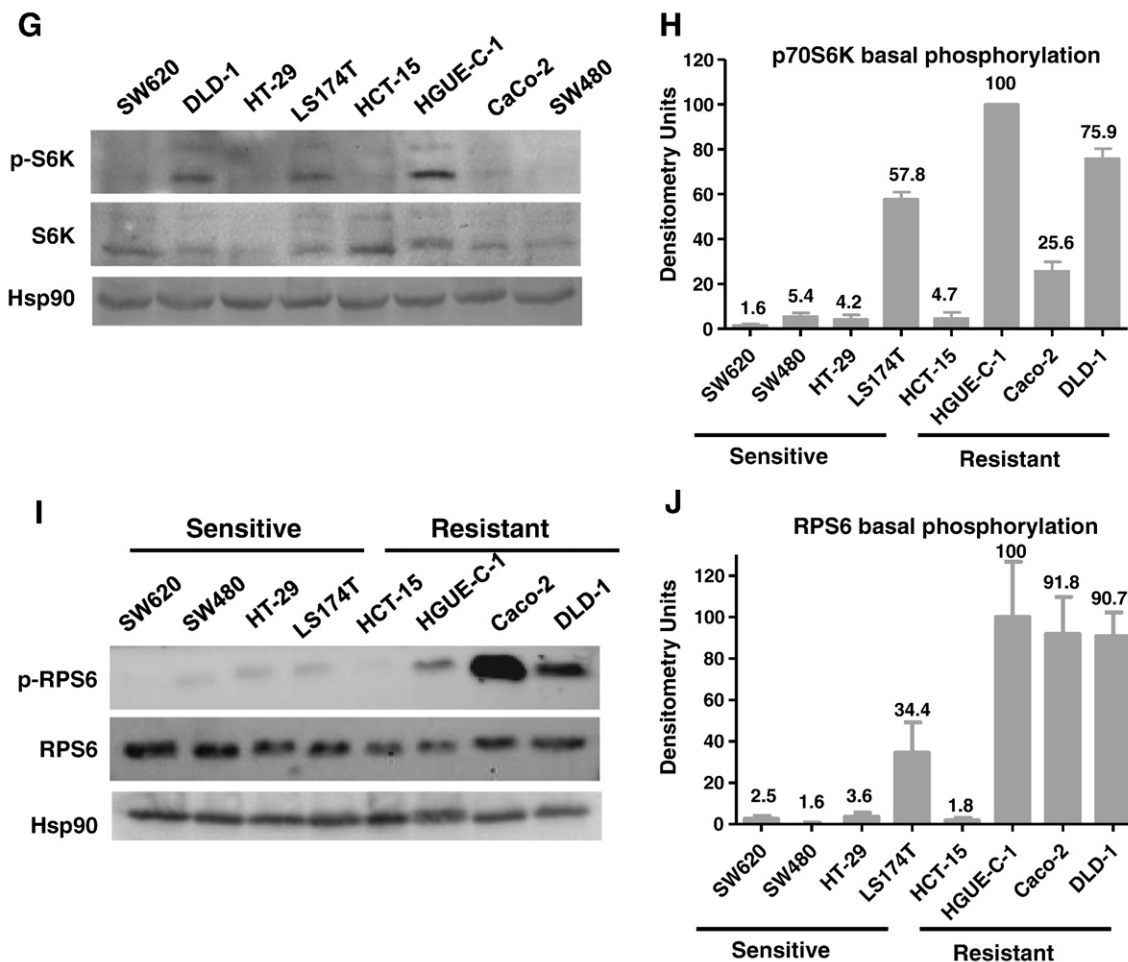 G
SW620 DLD-1 HT-29 LS174T HCT-15 HGUE-C-1 CaCo-2 SW480
p-S6K
S6K
Hsp90
H
p70S6K basal phosphorylation
Densitometry Units
120
100
80
60
40
20
0
1.6 5.4 4.2 57.8 4.7 100 25.6 75.9
SW620 SW480 HT-29 LS174T HCT-15 HGUE-C-1 Caco-2 DLD-1
Sensitive Resistant
I
Sensitive Resistant
SW620 SW480 HT-29 LS174T HCT-15 HGUE-C-1 Caco-2 DLD-1
p-RPS6
RPS6
Hsp90
J
RPS6 basal phosphorylation
Densitometry Units
120
100
80
60
40
20
0
2.5 1.6 3.6 34.4 1.8 100 91.8 90.7
SW620 SW480 HT-29 LS174T HCT-15 HGUE-C-1 Caco-2 DLD-1
Sensitive Resistant